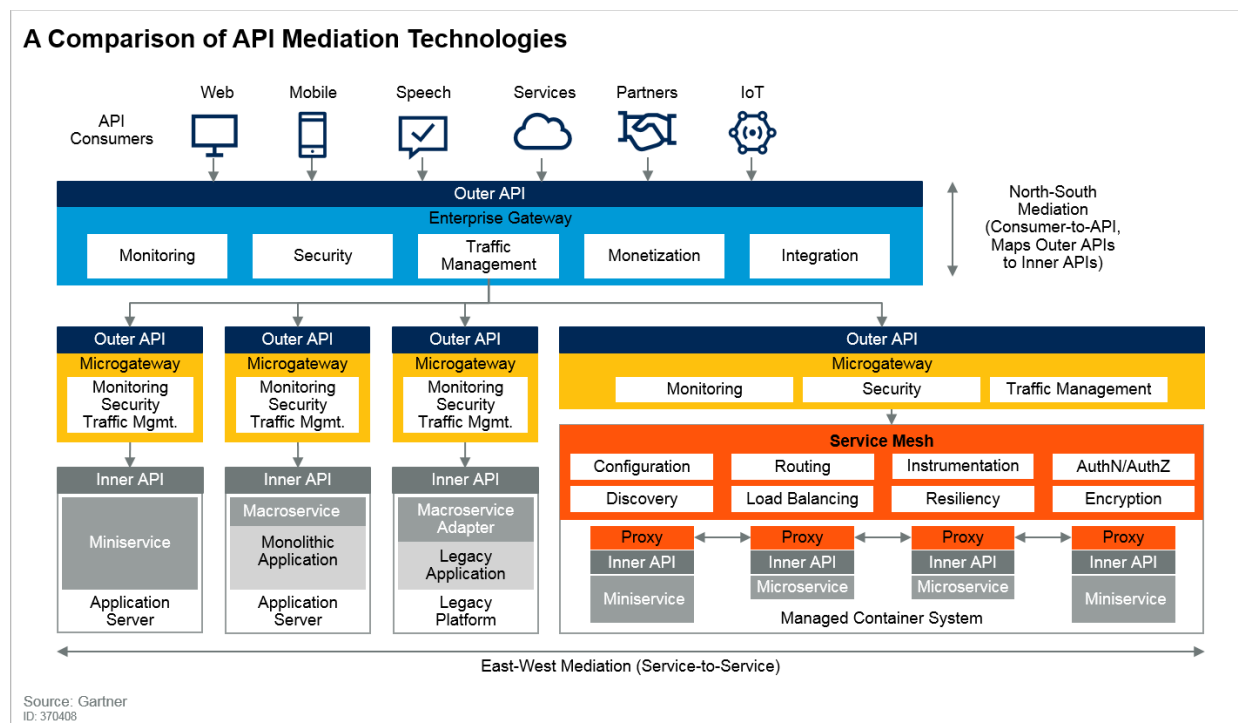 A Comparison of API Mediation Technologies
Web
Mobile
Speech
Services
Partners
IoT
API
Consumers
Outer API
Enterprise Gateway
Monitoring
Security
Traffic
Management
Monetization
Integration
North-South
Mediation
(Consumer-to-API,
Maps Outer APIs
to Inner APIs)
Outer API
Microgateway
Monitoring
Security
Traffic Mgmt.
Inner API
Miniservice
Application
Server
Outer API
Microgateway
Monitoring
Security
Traffic Mgmt.
Inner API
Macroservice
Monolithic
Application
Application
Server
Outer API
Microgateway
Monitoring
Security
Traffic Mgmt.
Inner API
Macroservice
Adapter
Legacy
Application
Legacy
Platform
Outer API
Microgateway
Monitoring
Security
Traffic Management
Service Mesh
Configuration
Routing
Instrumentation
AuthN/AuthZ
Discovery
Load Balancing
Resiliency
Encryption
Proxy
Inner API
Miniservice
Proxy
Inner API
Microservice
Proxy
Inner API
Microservice
Proxy
Inner API
Miniservice
Managed Container System
East-West Mediation (Service-to-Service)
Source: Gartner
ID: 370408